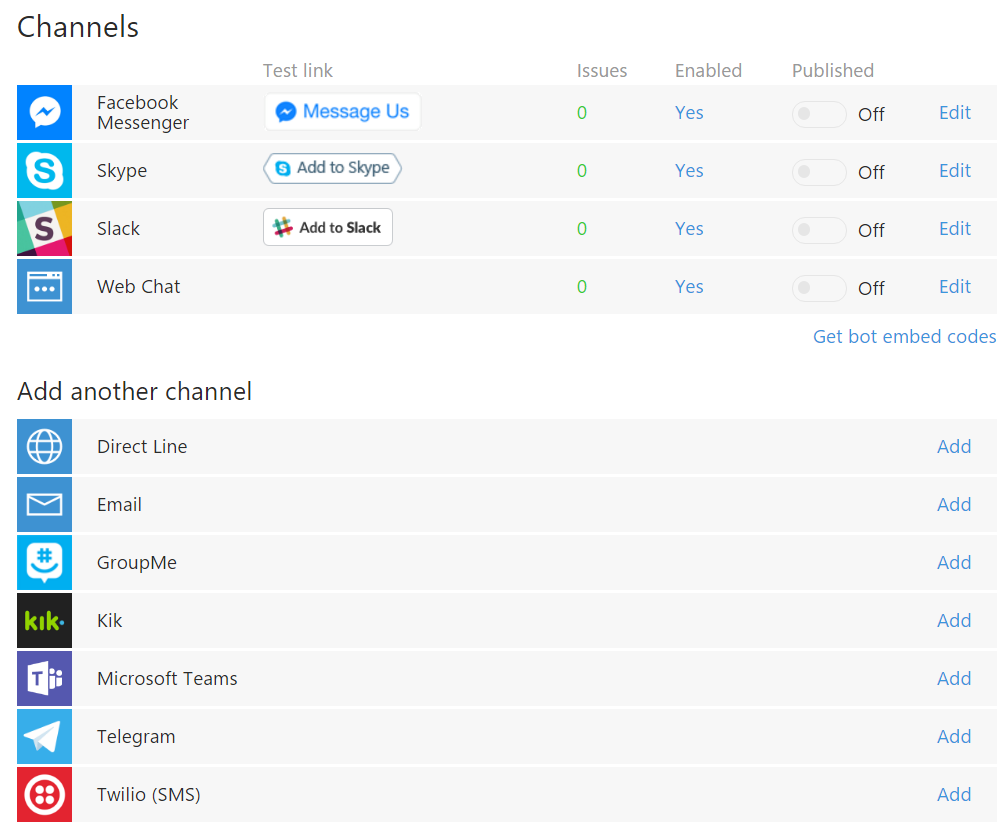 Channels
Test link Issues Enabled Published
Facebook
Messenger Message Us 0 Yes Off Edit
S Skype S Add to Skype 0 Yes Off Edit
S Slack Add to Slack 0 Yes Off Edit
Web Chat 0 Yes Off Edit
Get bot embed codes
Add another channel
Direct Line Add
Email Add
# GroupMe Add
kik. Kik Add
T Microsoft Teams Add
Telegram Add
Twilio (SMS) Add